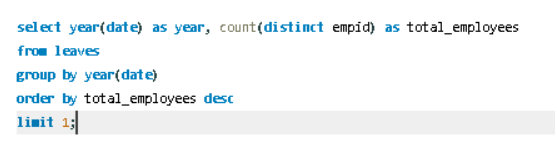 select year(date) as year, count(distinct empid) as total_employees
from leaves
group by year(date)
order by total_employees desc
limit 1;